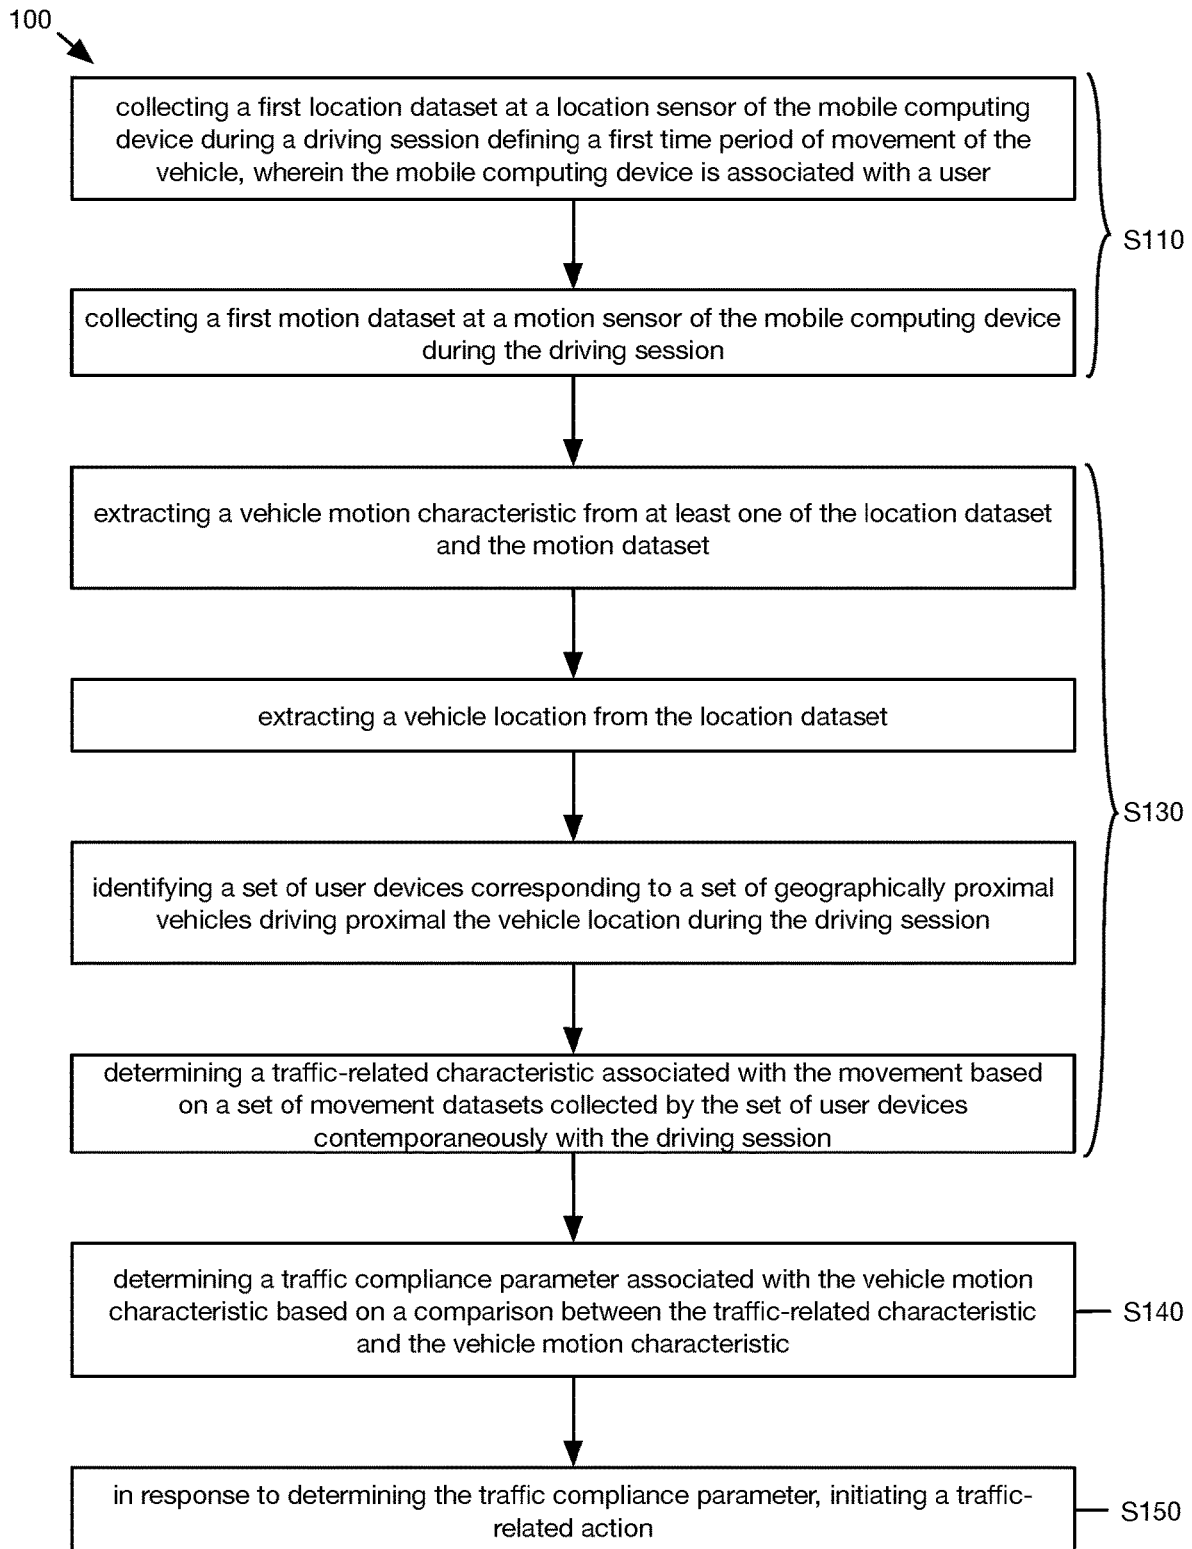 100
collecting a first location dataset at a location sensor of the mobile computing
device during a driving session defining a first time period of movement of the
vehicle, wherein the mobile computing device is associated with a user
S110
collecting a first motion dataset at a motion sensor of the mobile computing device
during the driving session
extracting a vehicle motion characteristic from at least one of the location dataset
and the motion dataset
extracting a vehicle location from the location dataset
S130
identifying a set of user devices corresponding to a set of geographically proximal
vehicles driving proximal the vehicle location during the driving session
determining a traffic-related characteristic associated with the movement based
on a set of movement datasets collected by the set of user devices
contemporaneously with the driving session
determining a traffic compliance parameter associated with the vehicle motion
characteristic based on a comparison between the traffic-related characteristic
and the vehicle motion characteristic
S140
in response to determining the traffic compliance parameter, initiating a traffic-
related action
S150